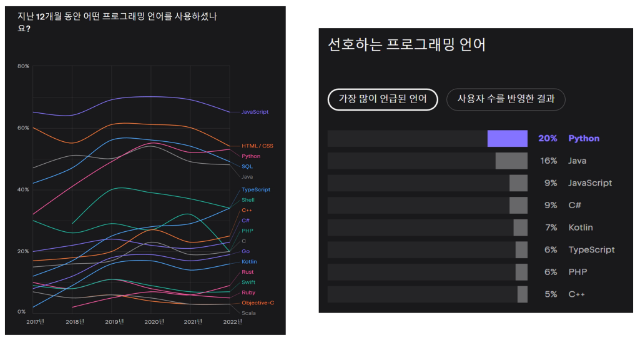 지난 12개월 동안 어떤 프로그래밍 언어를 사용하셨나
요?
60%
60%
40%
20%
0%
2017년
2018년
2019년
2020년
2021년
2022년
JavaScript
HTML / CSS
Python
SQL
Java
TypeScript
Shell
C++
C#
PHP
C
Go
Kotlin
Rust
Swift
Ruby
Objective-C
Scala
선호하는 프로그래밍 언어
가장 많이 언급된 언어
사용자 수를 반영한 결과
20% Python
16% Java
9% JavaScript
9% C#
7% Kotlin
6% TypeScript
6% PHP
5% C++